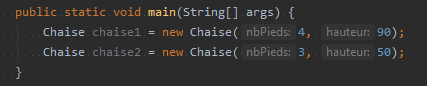 public static void main(String[] args) {
    Chaise chaise1 = new Chaise( nbPieds: 4, hauteur: 90);
    Chaise chaise2 = new Chaise( nbPieds: 3, hauteur: 50);
}